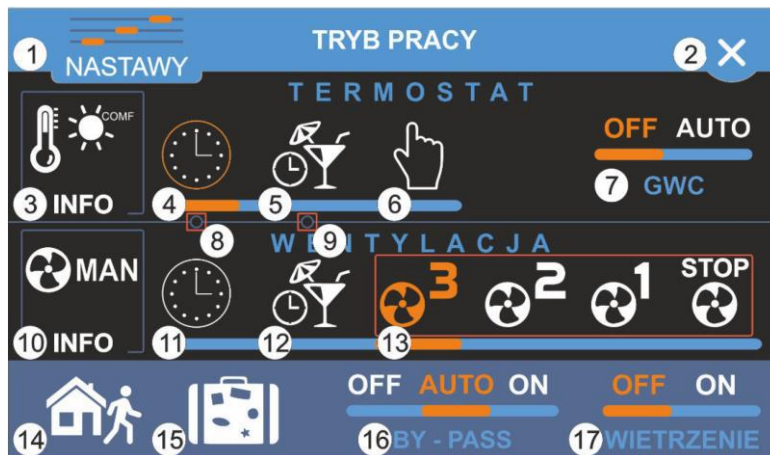 1 NASTAWY TRYB PRACY 2
TERMOSTAT
COMF
OFF AUTO
3 INFO 4 5 6 7 GWC
8 9
WENTYLACJA
MAN 3 2 1 STOP
10 INFO 11 12 13
OFF AUTO ON OFF ON
14 15 16 BY - PASS 17 WIETRZENIE